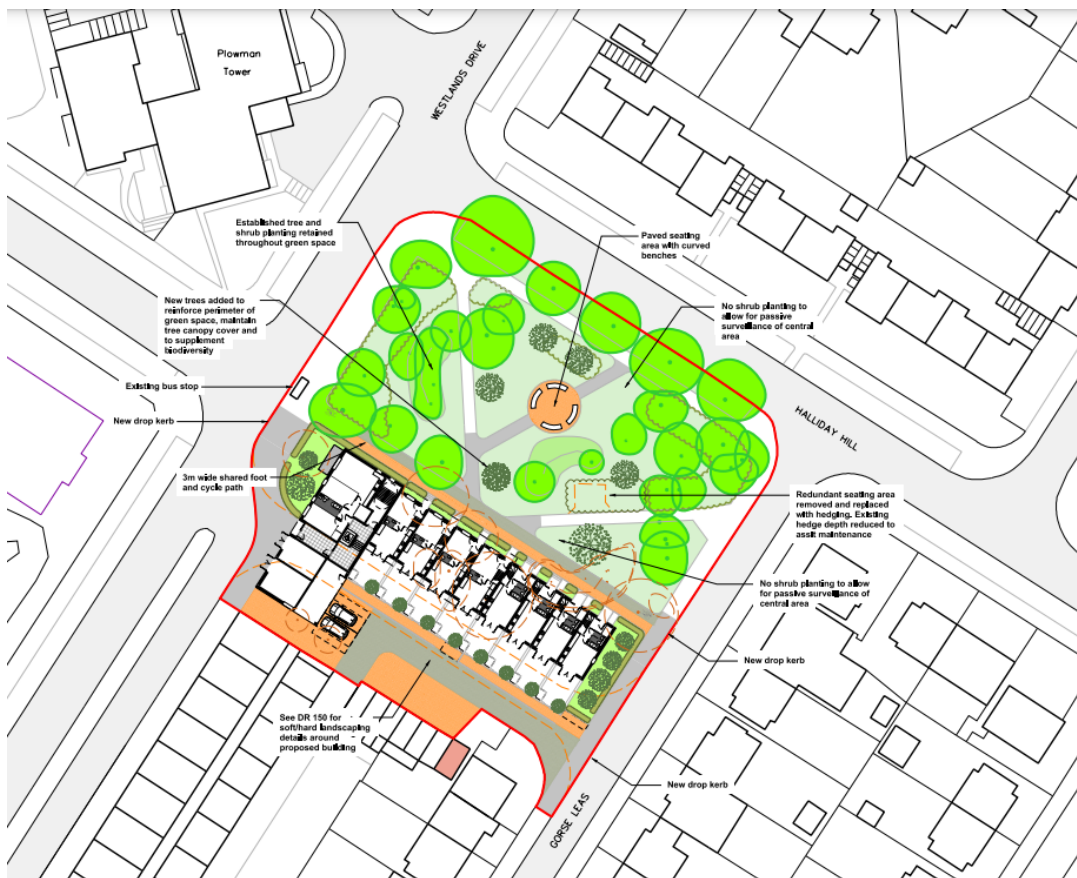 Plowman
Tower
WESTLANDS DRIVE
Established tree and
shrub planting retained
throughout green space
Paved seating
area with curved
benches
New trees added to
reinforce perimeter of
green space, maintain
tree canopy cover and
to supplement
biodiversity
No shrub planting to
allow for passive
surveillance of central
area
Existing bus stop
New drop kerb
HALLIDAY HILL
3m wide shared foot
and cycle path
Redundant seating area
removed and replaced
with hedging. Existing
hedge depth reduced to
assit maintenance
No shrub planting to allow
for passive surveillance of
central area
New drop kerb
See DR 150 for
soft/hard landscaping
details around
proposed building
New drop kerb
GORSE LEAS